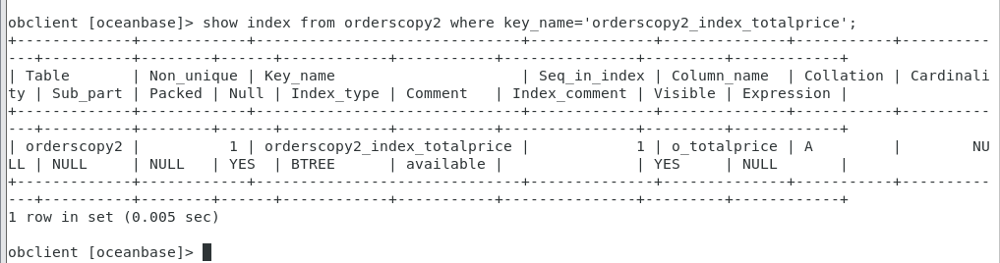 obclient [oceanbase]> show index from orderscopy2 where key_name='orderscopy2_index_totalprice';
+------------+------------+------------------------------+--------------+--------------+-----------+----------
---+----------+--------+------+------------+-----------+---------------+---------+------------+
| Table      | Non_unique | Key_name                     | Seq_in_index | Column_name  | Collation | Cardinali
ty | Sub_part | Packed | Null | Index_type | Comment   | Index_comment | Visible | Expression |
+------------+------------+------------------------------+--------------+--------------+-----------+----------
---+----------+--------+------+------------+-----------+---------------+---------+------------+
| orderscopy2 |          1 | orderscopy2_index_totalprice |            1 | o_totalprice | A         |        NU
LL | NULL     | NULL   | YES  | BTREE      | available |               | YES     | NULL       |
+------------+------------+------------------------------+--------------+--------------+-----------+----------
---+----------+--------+------+------------+-----------+---------------+---------+------------+
1 row in set (0.005 sec)
obclient [oceanbase]>